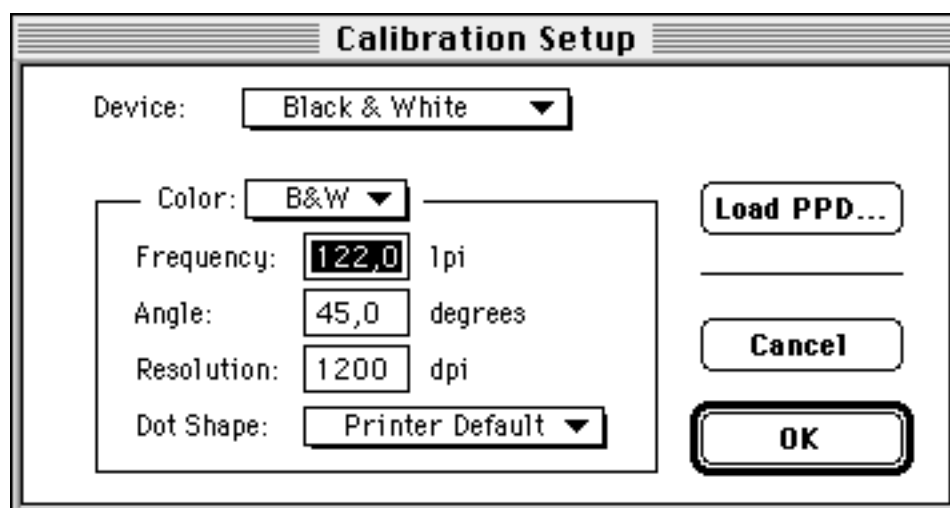 Calibration Setup
Device: Black & White
Color: B&W
Load PPD...
Frequency: 122,0 lpi
Angle: 45,0 degrees
Cancel
Resolution: 1200 dpi
Dot Shape: Printer Default
OK